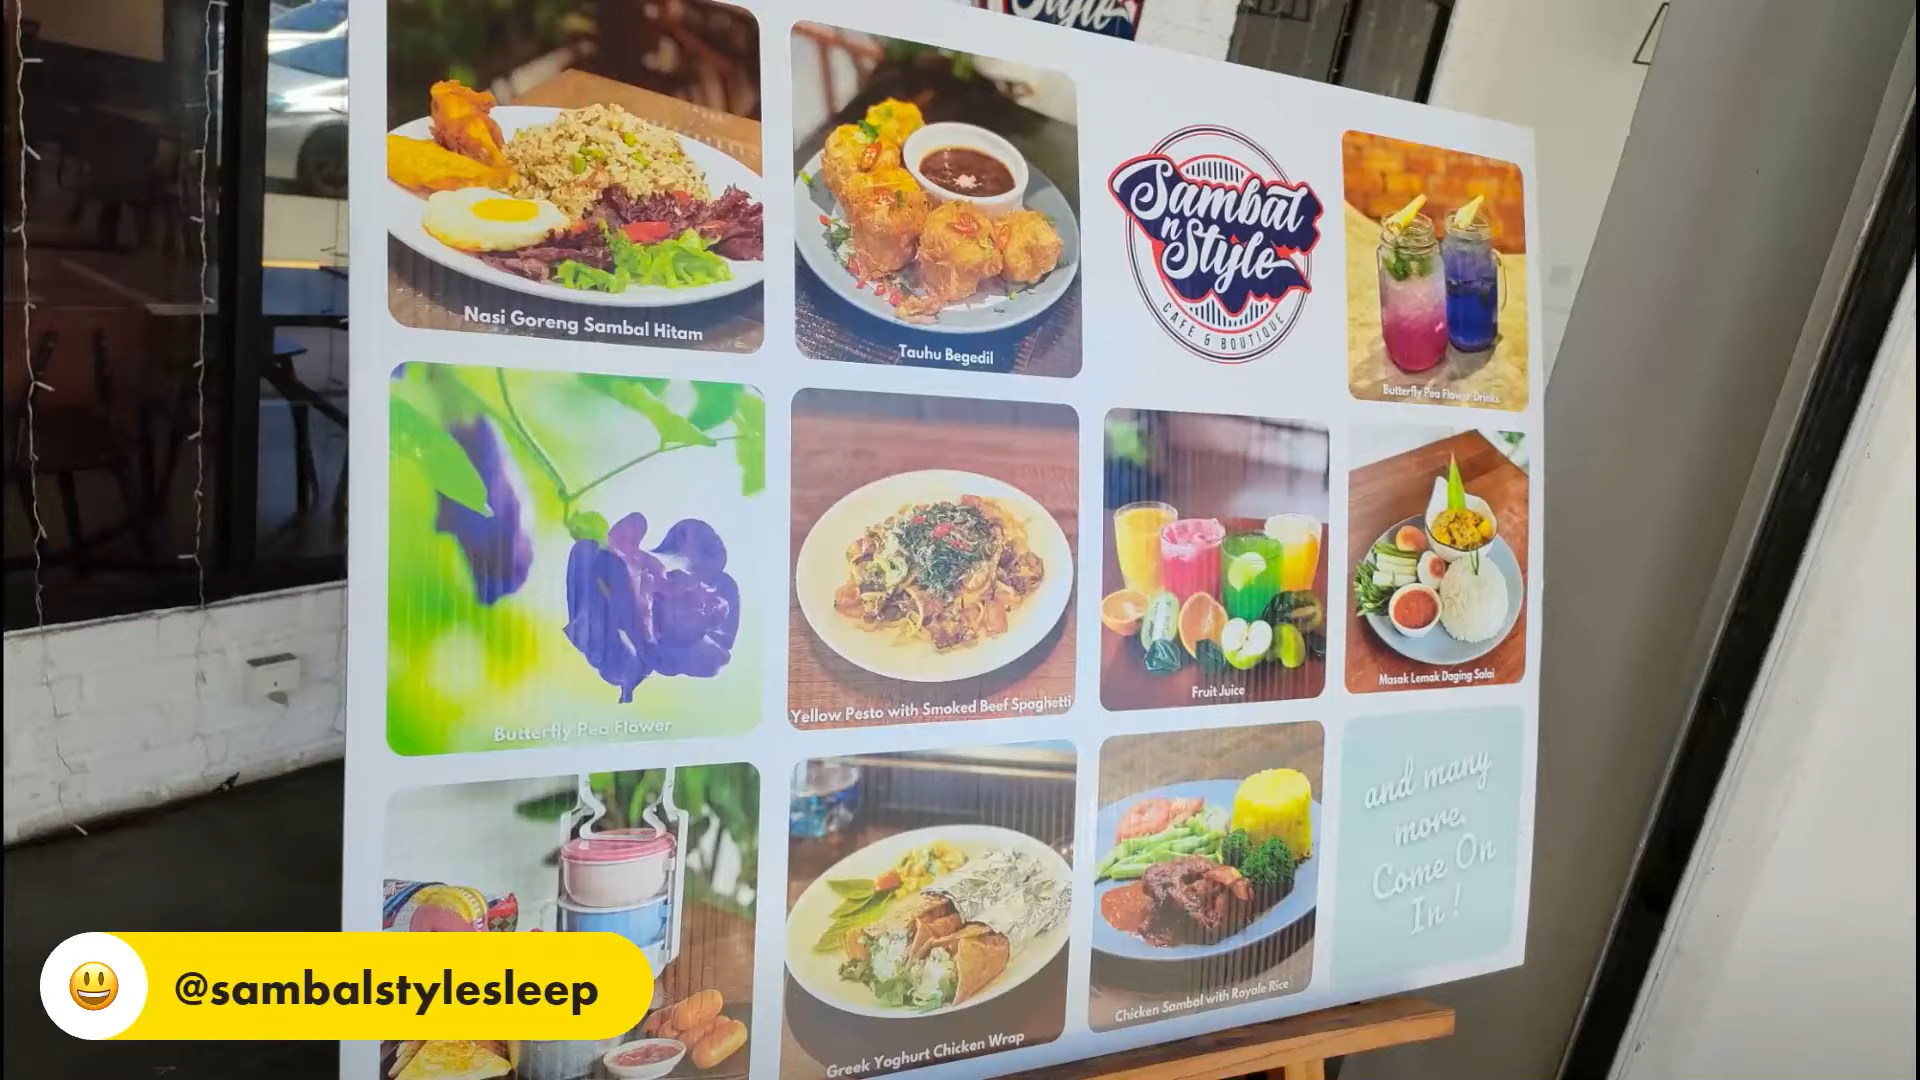 Style
Nasi Goreng Sambal Hitam
Tauhu Begedil
Sambal
n
Style
CAFE & BOUTIQUE
Butterfly Pea Flower Drinks
Butterfly Pea Flower
Yellow Pesto with Smoked Beef Spaghetti
Fruit Juice
Masak Lemak Daging Salai
Greek Yoghurt Chicken Wrap
Chicken Sambal with Royale Rice
and many
more.
Come On
In !
@sambalstylesleep